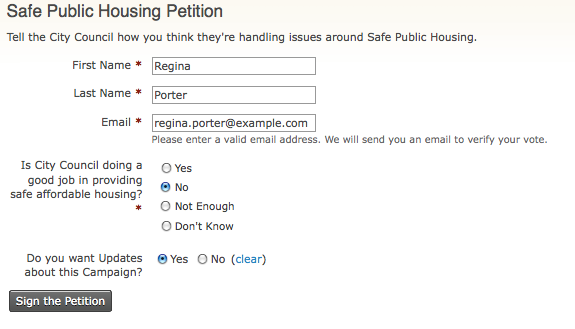 Safe Public Housing Petition
Tell the City Council how you think they're handling issues around Safe Public Housing.
First Name * Regina
Last Name * Porter
Email * regina.porter@example.com
Please enter a valid email address. We will send you an email to verify your vote.
Is City Council doing a
good job in providing
safe affordable housing?
*
Yes
No
Not Enough
Don't Know
Do you want Updates
about this Campaign?
Yes No (clear)
Sign the Petition